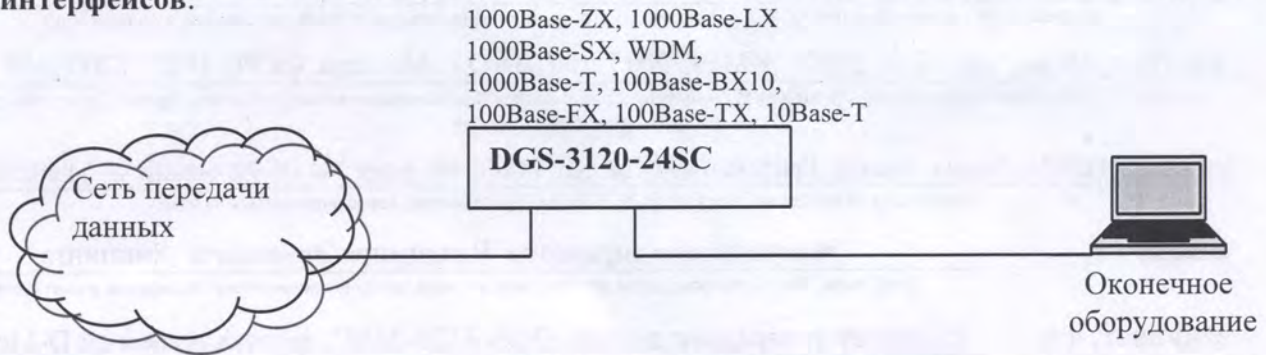 интерфейсов.
1000Base-ZX, 1000Base-LX
1000Base-SX, WDM,
1000Base-T, 100Base-BX10,
100Base-FX, 100Base-TX, 10Base-T
DGS-3120-24SC
Сеть передачи
данных
Оконечное
оборудование